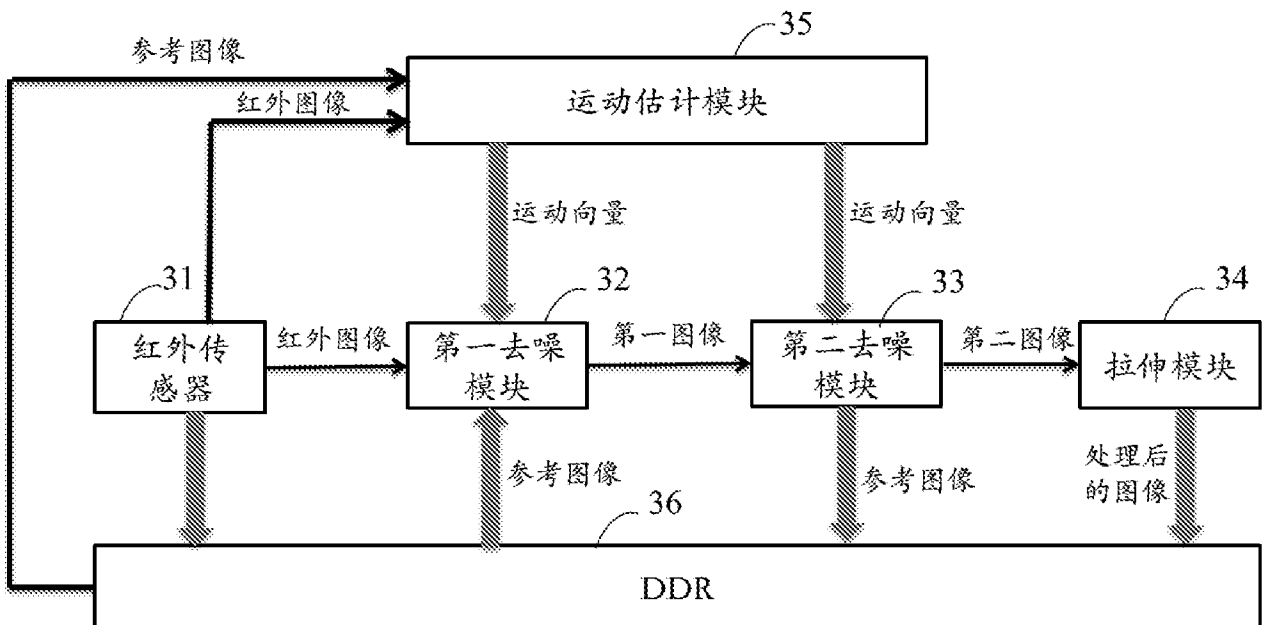 35
参考图像
运动估计模块
红外图像
运动向量
运动向量
31
32
33
34
红外传
感器
红外图像
第一去噪
模块
第一图像
第二去噪
模块
第二图像
拉伸模块
参考图像
参考图像
处理后
的图像
36
DDR